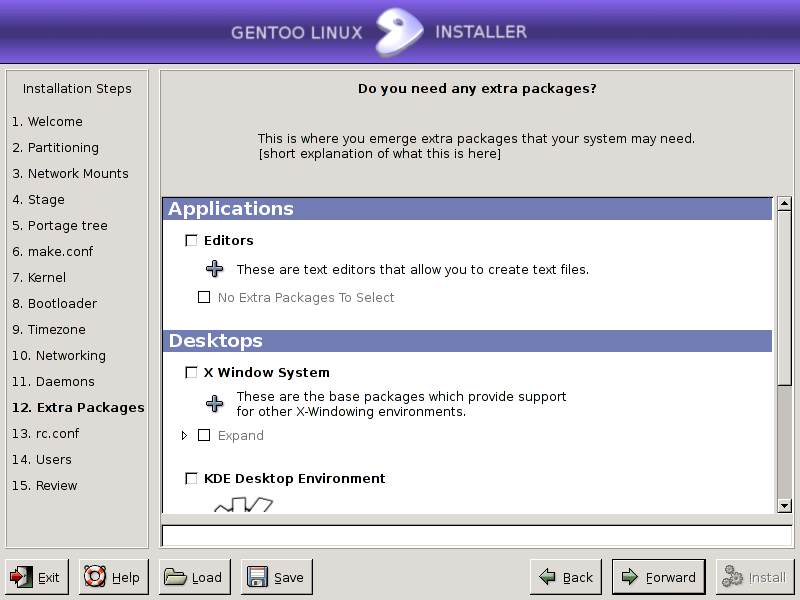 GENTOO LINUX INSTALLER
Installation Steps
1. Welcome
2. Partitioning
3. Network Mounts
4. Stage
5. Portage tree
6. make.conf
7. Kernel
8. Bootloader
9. Timezone
10. Networking
11. Daemons
12. Extra Packages
13. rc.conf
14. Users
15. Review
Do you need any extra packages?
This is where you emerge extra packages that your system may need.
[short explanation of what this is here]
Applications
Editors
These are text editors that allow you to create text files.
No Extra Packages To Select
Desktops
X Window System
These are the base packages which provide support
for other X-Windowing environments.
Expand
KDE Desktop Environment
Exit
Help
Load
Save
Back
Forward
Install